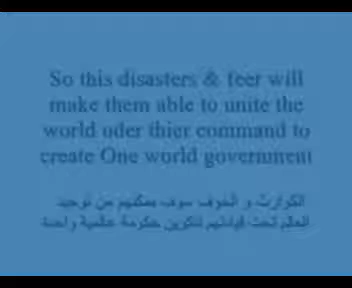 So this disasters & feer will
make them able to unite the
world oder thier command to
create One world government
الكوارث و الخوف سوف يمكنهم من توحيد
العالم تحت قيادتهم لتكوين حكومة عالمية واحدة